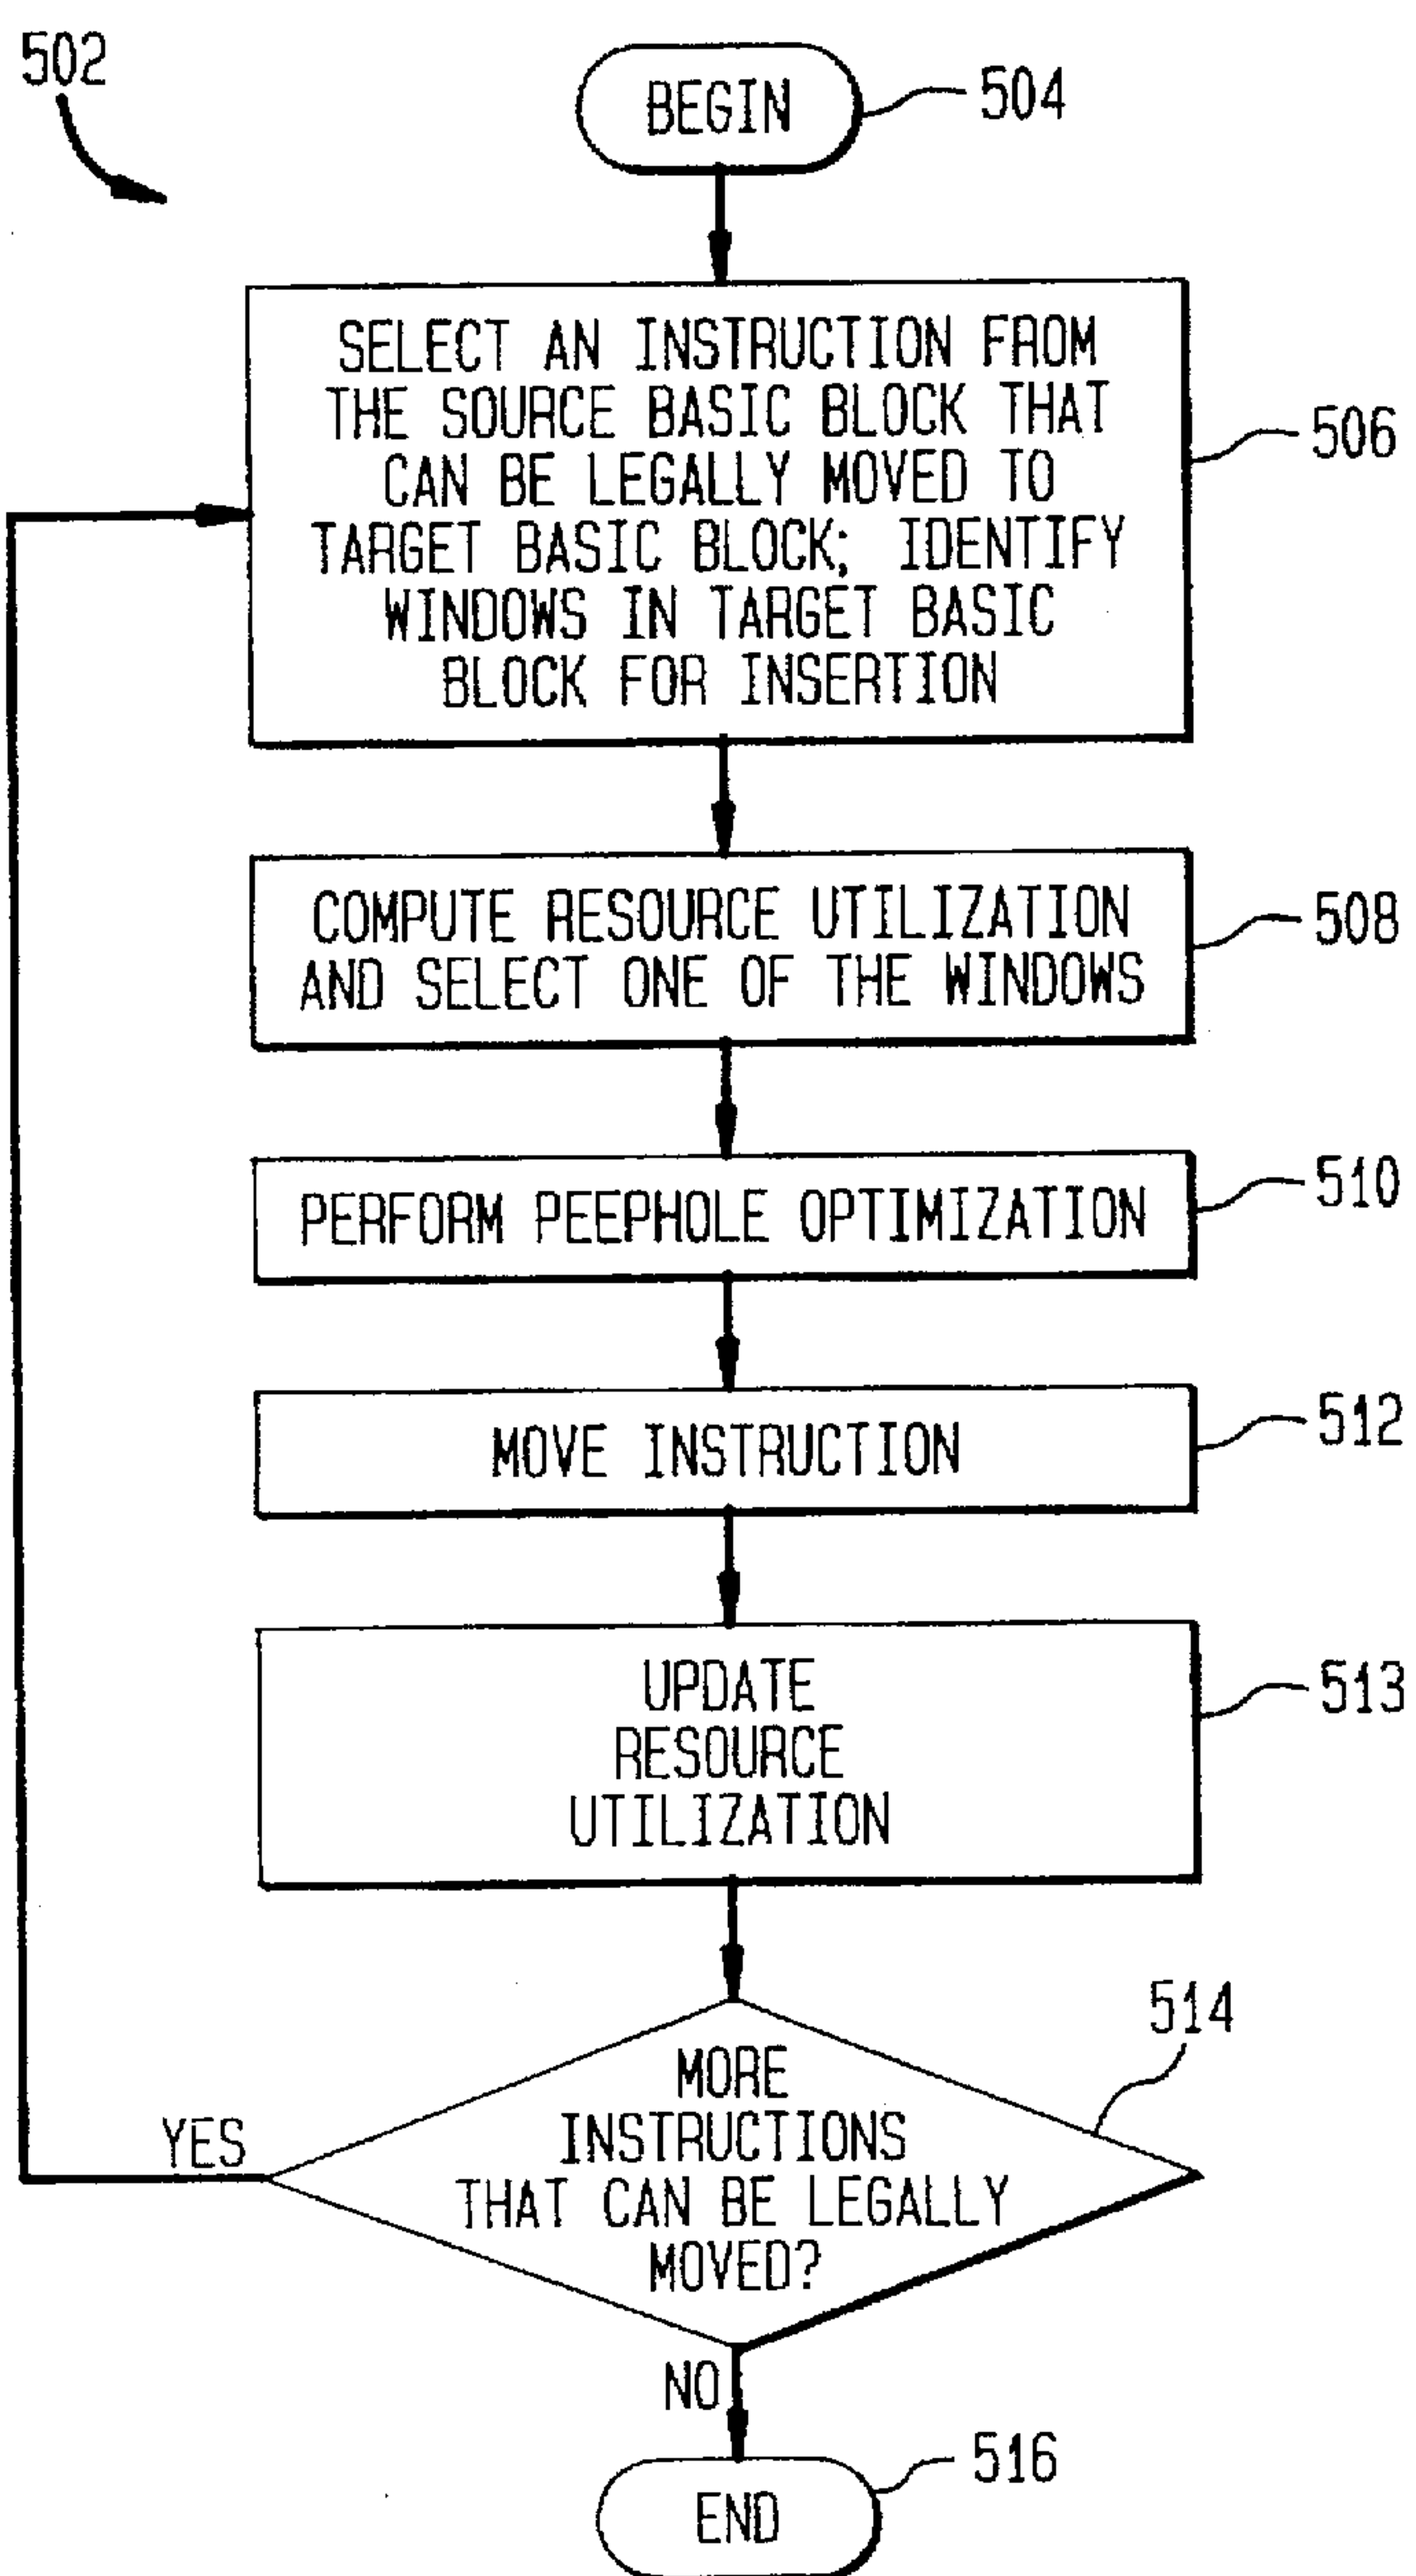 502
BEGIN
504
SELECT AN INSTRUCTION FROM
THE SOURCE BASIC BLOCK THAT
CAN BE LEGALLY MOVED TO
TARGET BASIC BLOCK; IDENTIFY
WINDOWS IN TARGET BASIC
BLOCK FOR INSERTION
506
COMPUTE RESOURCE UTILIZATION
AND SELECT ONE OF THE WINDOWS
508
PERFORM PEEPHOLE OPTIMIZATION
510
MOVE INSTRUCTION
512
UPDATE
RESOURCE
UTILIZATION
513
514
MORE
INSTRUCTIONS
THAT CAN BE LEGALLY
MOVED?
YES
NO
516
END